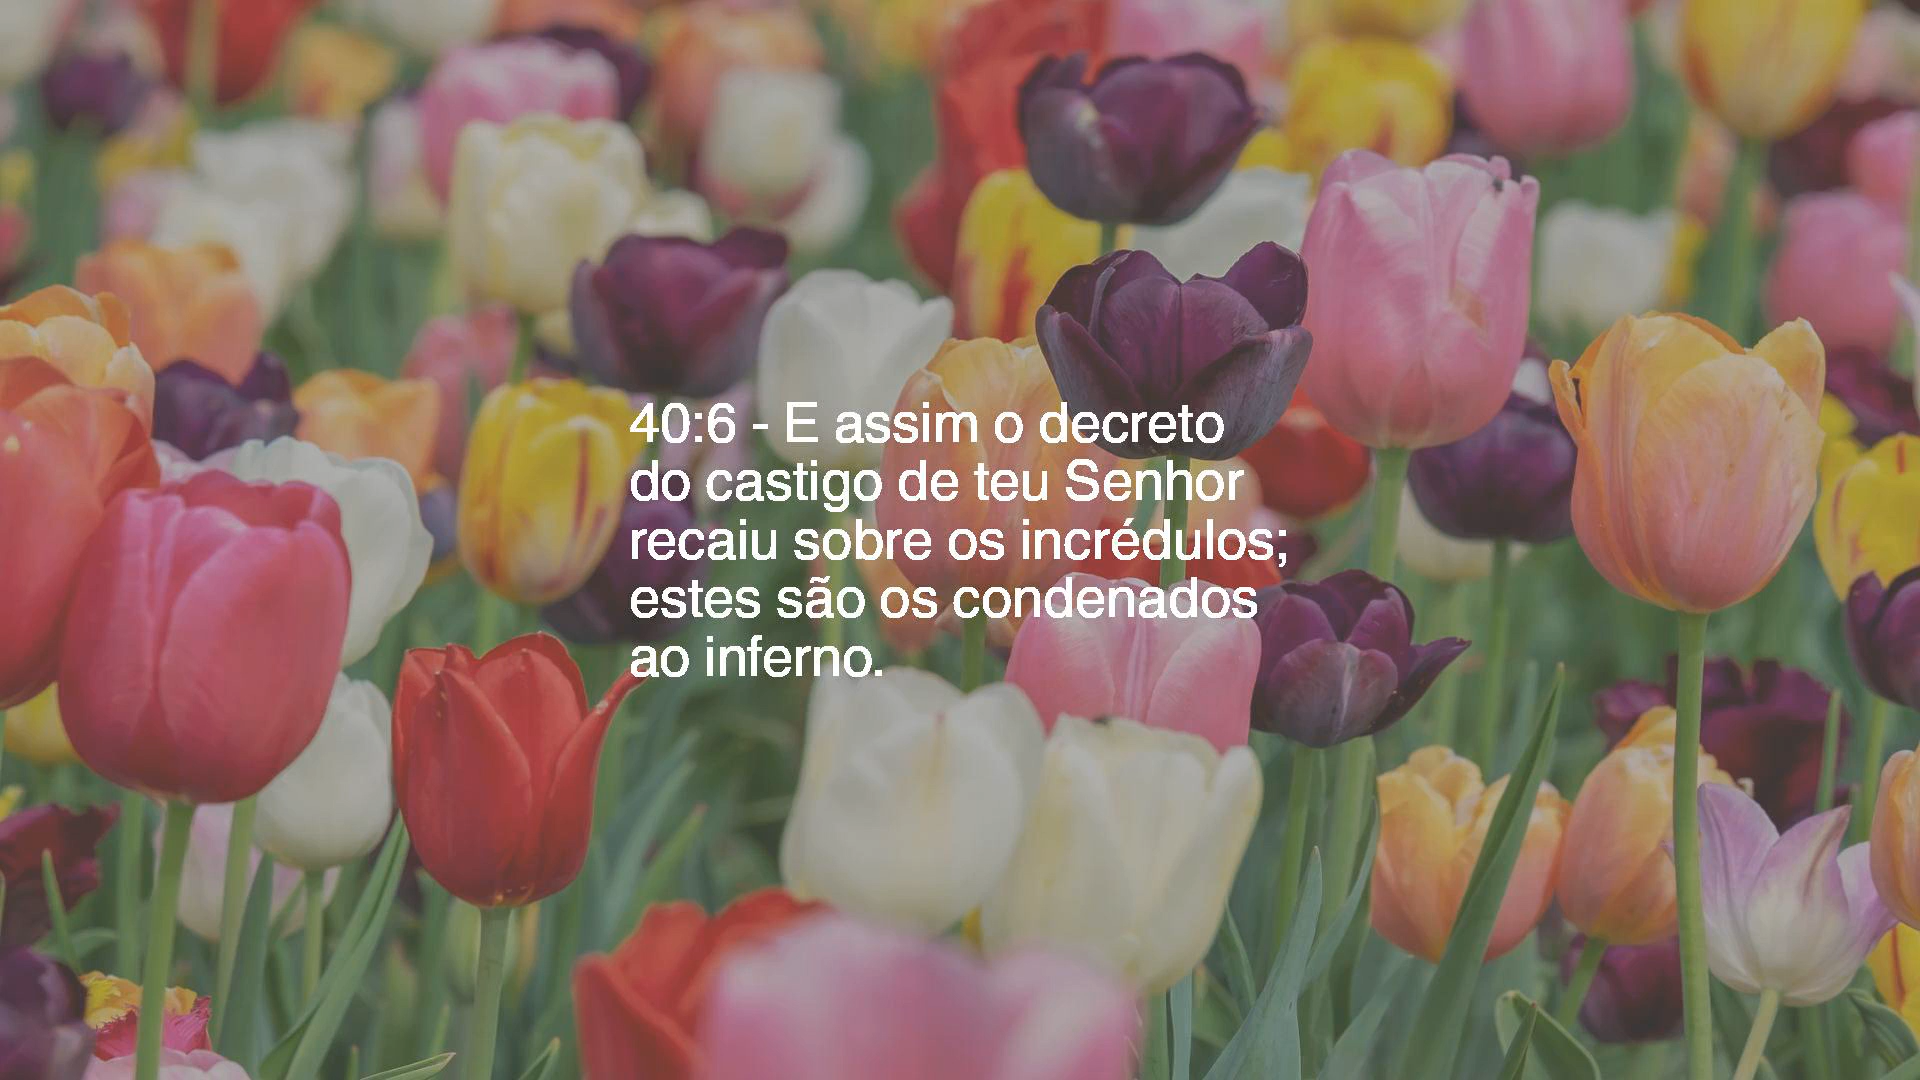 40:6 - E assim o decreto
do castigo de teu Senhor
recaiu sobre os incrédulos;
estes são os condenados
ao inferno.